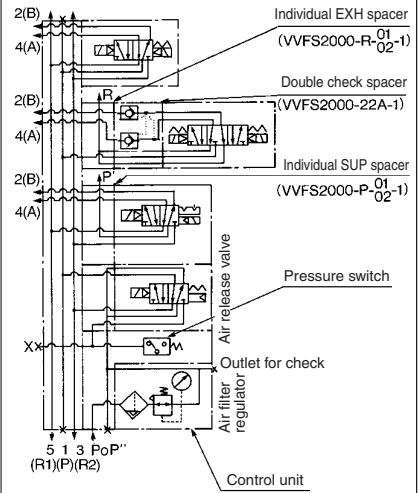 2(B)
4(A)
Individual EXH spacer
(VVFS2000-R-01/02-1)
R
2(B)
4(A)
Double check spacer
(VVFS2000-22A-1)
P
2(B)
4(A)
Individual SUP spacer
(VVFS2000-P-01/02-1)
Air release valve
Pressure switch
X
Outlet for check
Air filter
regulator
5 1 3 PoP"
(R1)(P)(R2)
Control unit